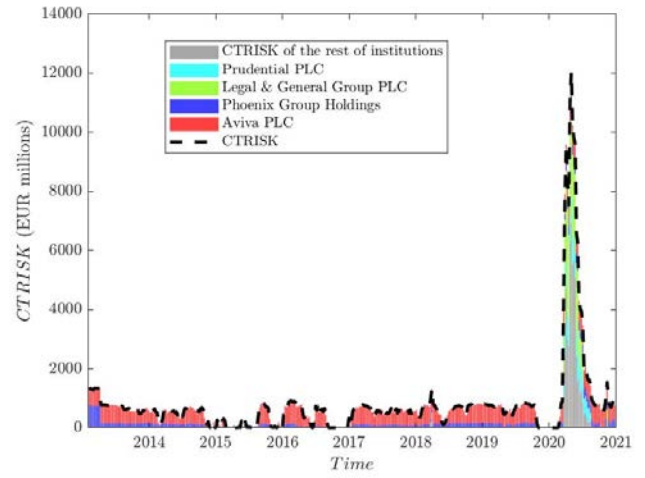 14000
12000
10000
8000
6000
4000
2000
0
CTRISK (EUR millions)
CTRISK of the rest of institutions
Prudential PLC
Legal & General Group PLC
Phoenix Group Holdings
Aviva PLC
CTRISK
2014 2015 2016 2017 2018 2019 2020 2021
Time